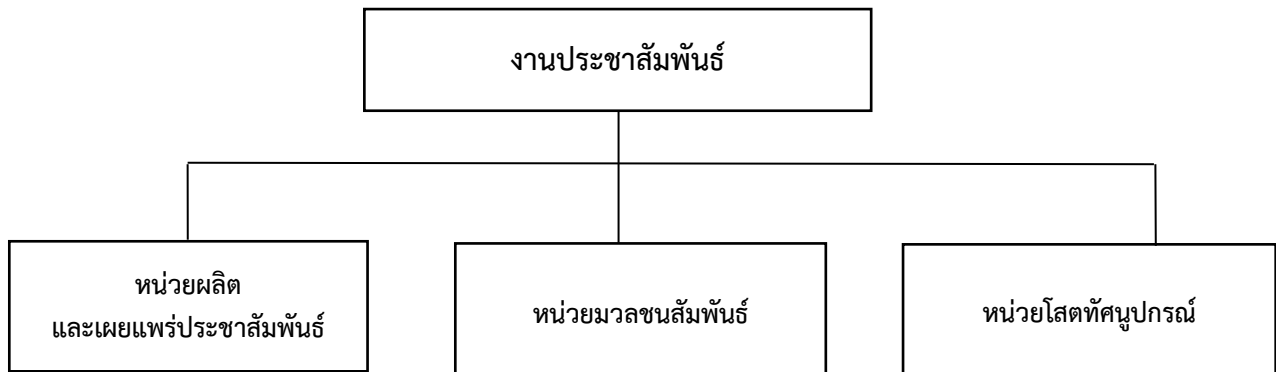 งานประชาสัมพันธ์
หน่วยผลิต
และเผยแพร่ประชาสัมพันธ์
หน่วยมวลชนสัมพันธ์
หน่วยโสตทัศนูปกรณ์